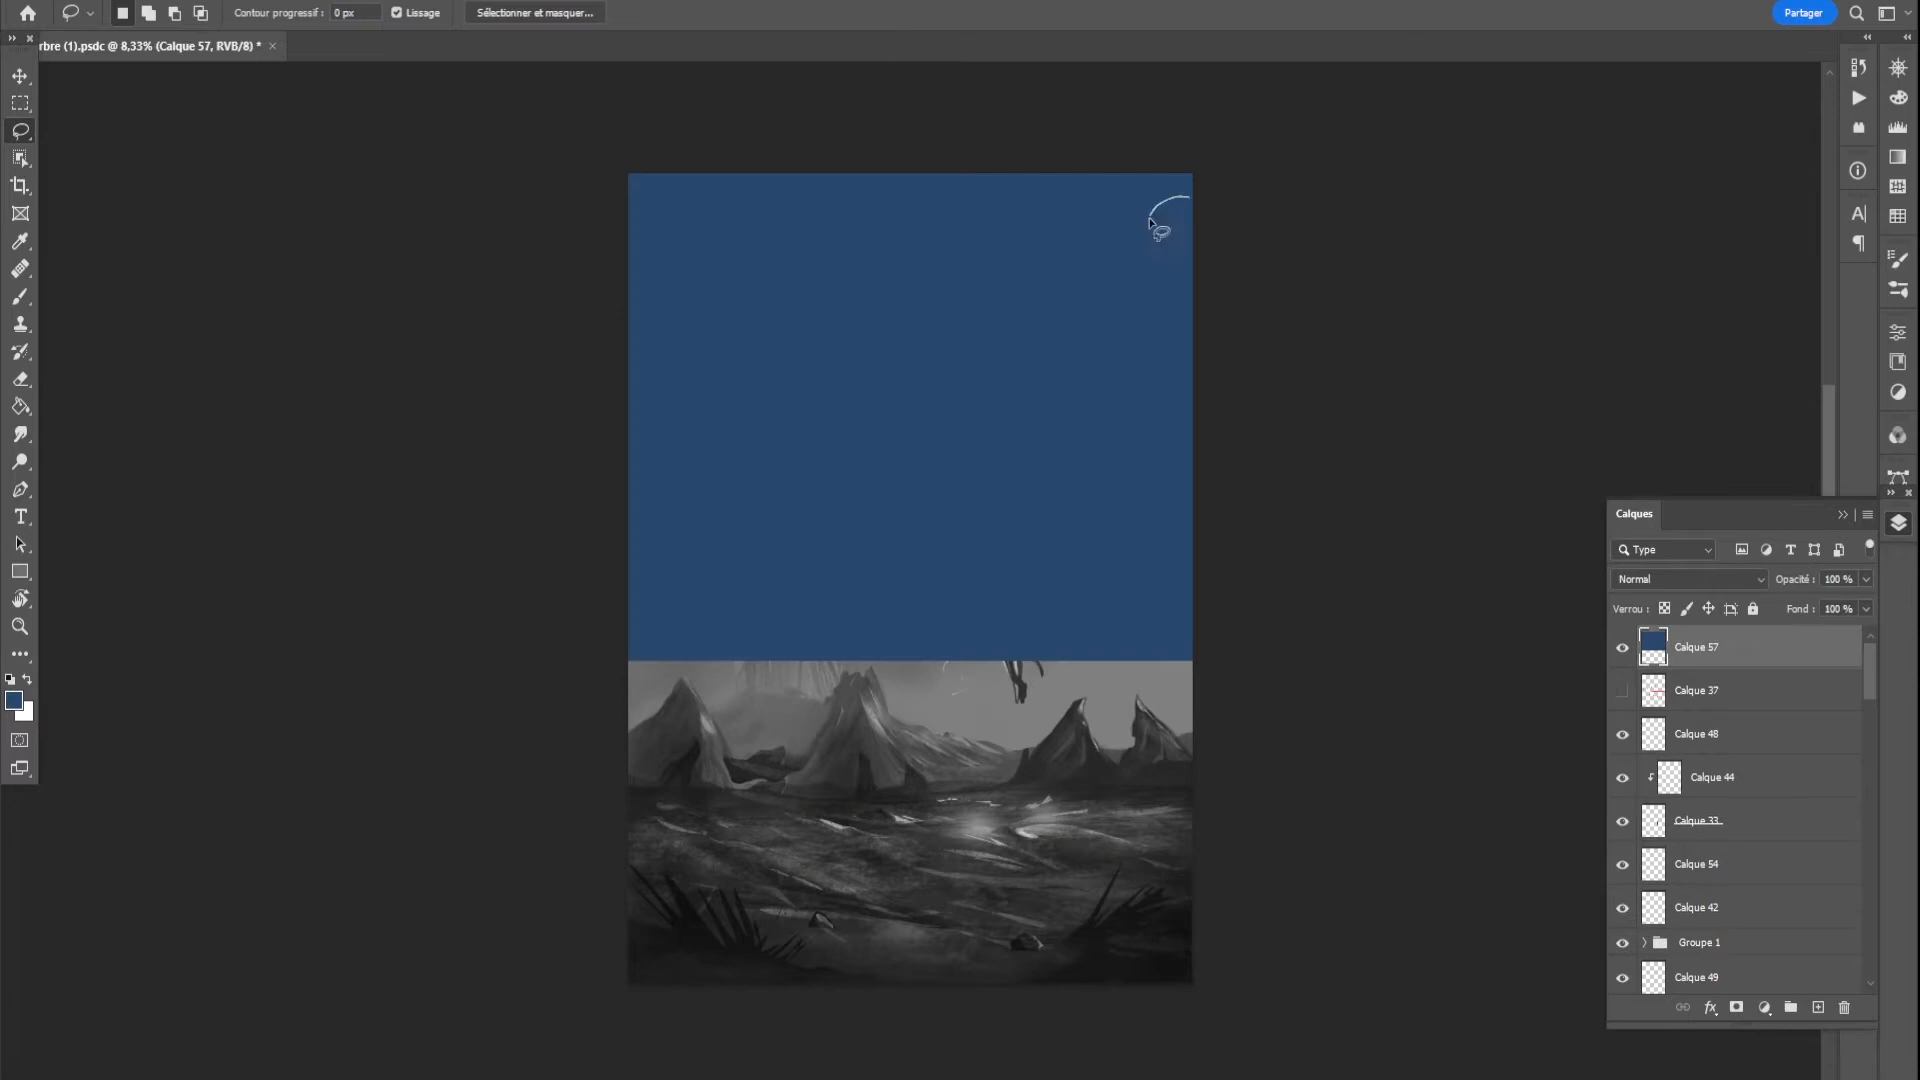 Contour progressif : 0 px Lissage Sélectionner et masquer... Partager
rbre (1).psdc @ 8,33% (Calque 57, RVB/8) *
Calques
Type
Normal Opacité : 100 %
Verrou : Fond : 100 %
Calque 57
Calque 37
Calque 48
Calque 44
Calque 33
Calque 54
Calque 42
Groupe 1
Calque 49